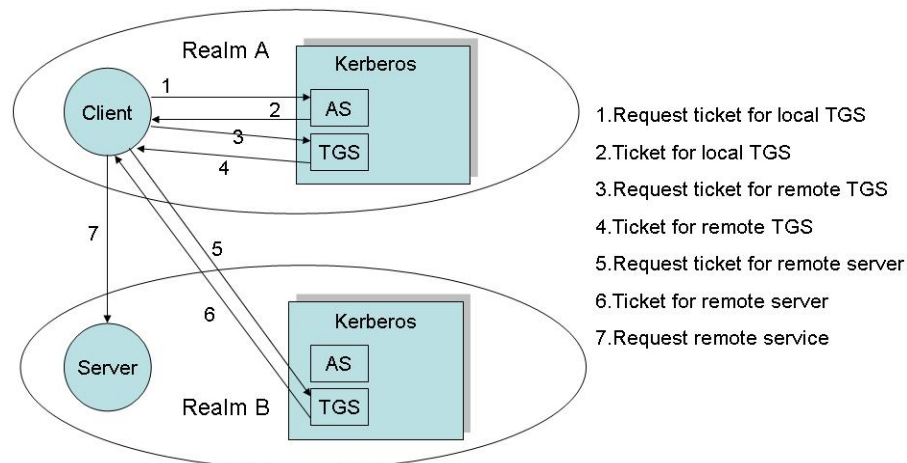 Realm A
Kerberos
1
AS
Client
2
3
TGS
4
7
5
6
Kerberos
AS
Server
TGS
Realm B
1.Request ticket for local TGS
2.Ticket for local TGS
3.Request ticket for remote TGS
4.Ticket for remote TGS
5.Request ticket for remote server
6.Ticket for remote server
7.Request remote service